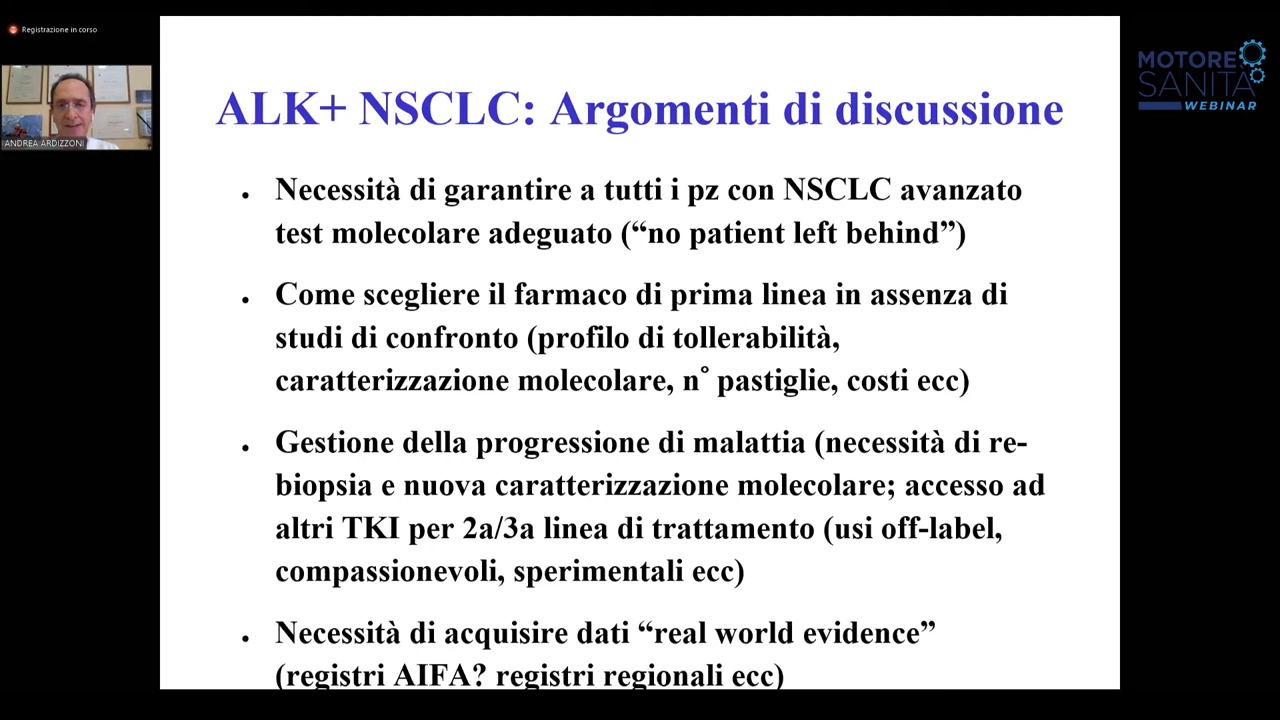 Registrazione in corso
ANDREA ARDIZZONI
MOTORE
SANITA'
WEBINAR
ALK+ NSCLC: Argomenti di discussione
• Necessità di garantire a tutti i pz con NSCLC avanzato
test molecolare adeguato (“no patient left behind”)
• Come scegliere il farmaco di prima linea in assenza di
studi di confronto (profilo di tollerabilità,
caratterizzazione molecolare, n° pastiglie, costi ecc)
• Gestione della progressione di malattia (necessità di re-
biopsia e nuova caratterizzazione molecolare; accesso ad
altri TKI per 2a/3a linea di trattamento (usi off-label,
compassionevoli, sperimentali ecc)
• Necessità di acquisire dati “real world evidence”
(registri AIFA? registri regionali ecc)